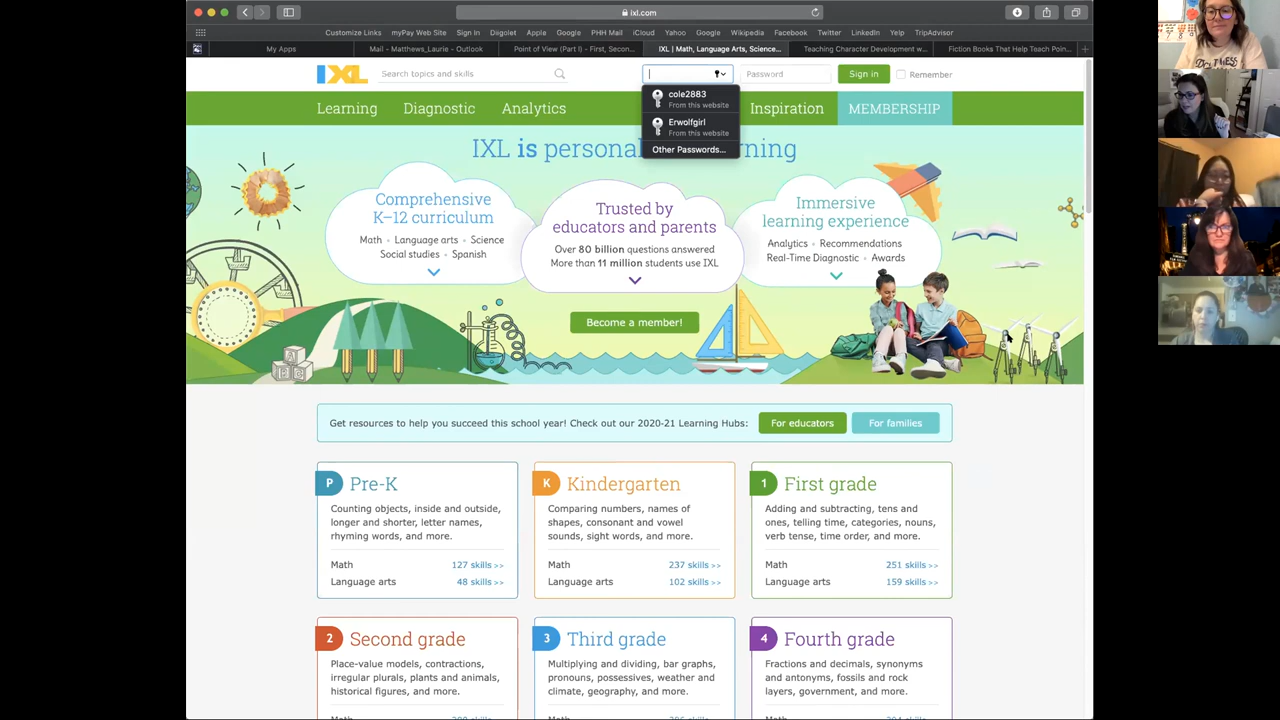 ixl.com
Customize Links myPay Web Site Sign In Digolet Apple Google PHH Mail iCloud Yahoo Google Wikipedia Facebook Twitter LinkedIn Yelp TripAdvisor
My Apps Mail - Matthews_Laurie - Outlook Point of View (Part I) - First, Secon... IXL | Math, Language Arts, Science... Teaching Character Development w... Fiction Books That Help Teach Poin...
IXL Search topics and skills Password Sign in Remember
Learning Diagnostic Analytics Inspiration MEMBERSHIP
cole2883
From this website
Erwolfgirl
From this website
Other Passwords...
IXL is personal rning
Comprehensive
K–12 curriculum
Math • Language arts • Science
Social studies • Spanish
Trusted by
educators and parents
Over 80 billion questions answered
More than 11 million students use IXL
Immersive
learning experience
Analytics • Recommendations
Real-Time Diagnostic • Awards
Become a member!
Get resources to help you succeed this school year! Check out our 2020-21 Learning Hubs: For educators For families
P Pre-K
Counting objects, inside and outside,
longer and shorter, letter names,
rhyming words, and more.
Math 127 skills >>
Language arts 48 skills >>
K Kindergarten
Comparing numbers, names of
shapes, consonant and vowel
sounds, sight words, and more.
Math 237 skills >>
Language arts 102 skills >>
1 First grade
Adding and subtracting, tens and
ones, telling time, categories, nouns,
verb tense, time order, and more.
Math 251 skills >>
Language arts 159 skills >>
2 Second grade
Place-value models, contractions,
irregular plurals, plants and animals,
historical figures, and more.
3 Third grade
Multiplying and dividing, bar graphs,
pronouns, possessives, weather and
climate, geography, and more.
4 Fourth grade
Fractions and decimals, synonyms
and antonyms, fossils and rock
layers, government, and more.